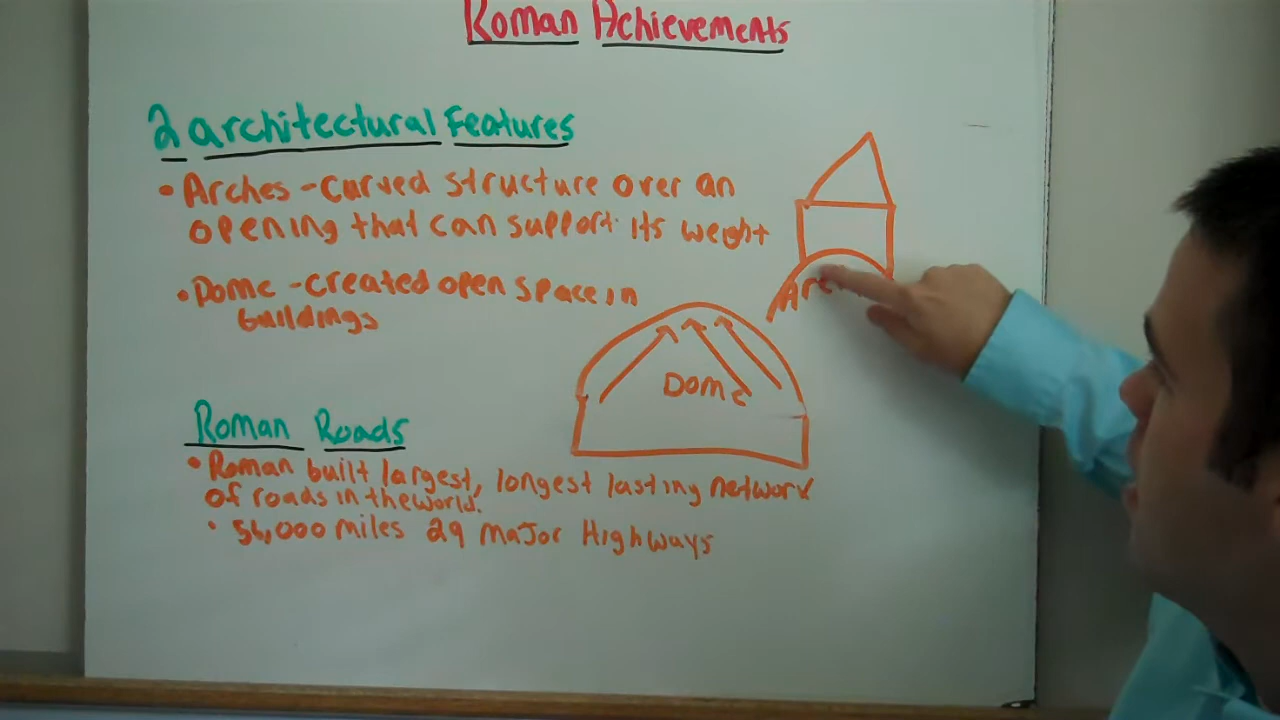 Roman Achievements
2 architectural Features
• Arches - curved structure over an
opening that can support its weight
• Dome - created open space in
buildings
Dome
Roman Roads
• Roman built largest, longest lasting network
of roads in the world.
• 56,000 miles 29 major Highways